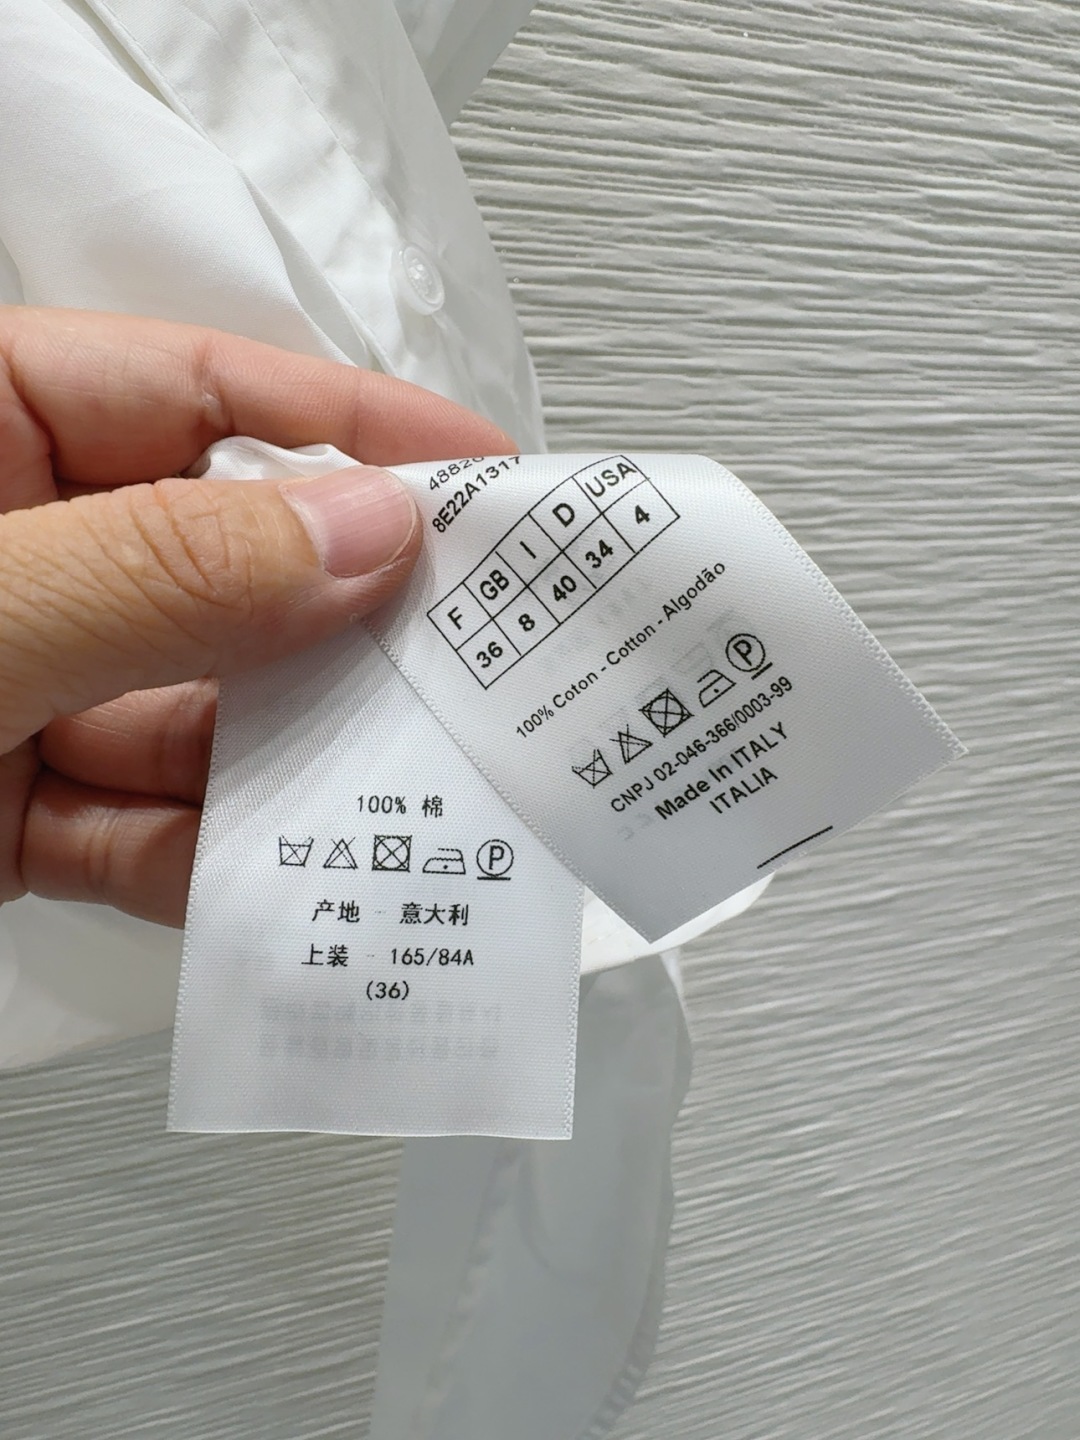 8E22A1317
F GB I D USA
36 8 40 34 4
100% Coton - Cotton - Algodão
P
CNPJ 02-046-366/0003-99
Made In ITALY
ITALIA
100% 棉
P
产地 - 意大利
上装 - 165/84A
(36)